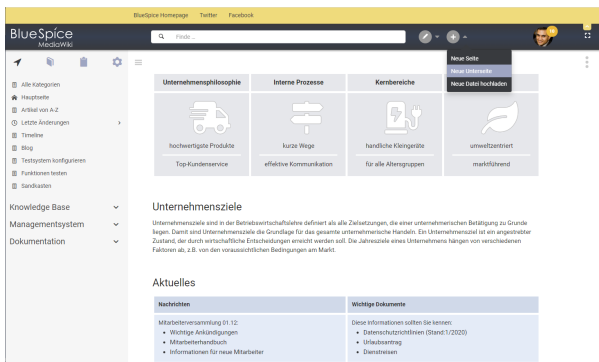 BlueSpice Homepage Twitter Facebook
BlueSpice
MediaWiki
Finde ...
Neue Seite
Neue Unterseite
Neue Datei hochladen
Alle Kategorien
Hauptseite
Artikel von A-Z
Letzte Änderungen
Timeline
Blog
Testsystem konfigurieren
Funktionen testen
Sandkasten
Knowledge Base
Managementsystem
Dokumentation
Unternehmensphilosophie Interne Prozesse Kernbereiche
hochwertigste Produkte kurze Wege handliche Kleingeräte umweltzentriert
Top-Kundenservice effektive Kommunikation für alle Altersgruppen marktführend
Unternehmensziele
Unternehmensziele sind in der Betriebswirtschaftslehre definiert als alle Zielsetzungen, die einer unternehmerischen Betätigung zu Grunde
liegen. Damit sind Unternehmensziele die Grundlage für das gesamte unternehmerische Handeln. Ein Unternehmensziel ist ein angestrebter
Zustand, der durch wirtschaftliche Entscheidungen erreicht werden soll. Die Jahresziele eines Unternehmens hängen von verschiedenen
Faktoren ab, z.B. von den voraussichtlichen Bedingungen am Markt.
Aktuelles
Nachrichten Wichtige Dokumente
Mitarbeiterversammlung 01.12:
Wichtige Ankündigungen
Mitarbeiterhandbuch
Informationen für neue Mitarbeiter
Diese Informationen sollten Sie kennen:
Datenschutzrichtlinien (Stand:1/2020)
Urlaubsantrag
Dienstreisen